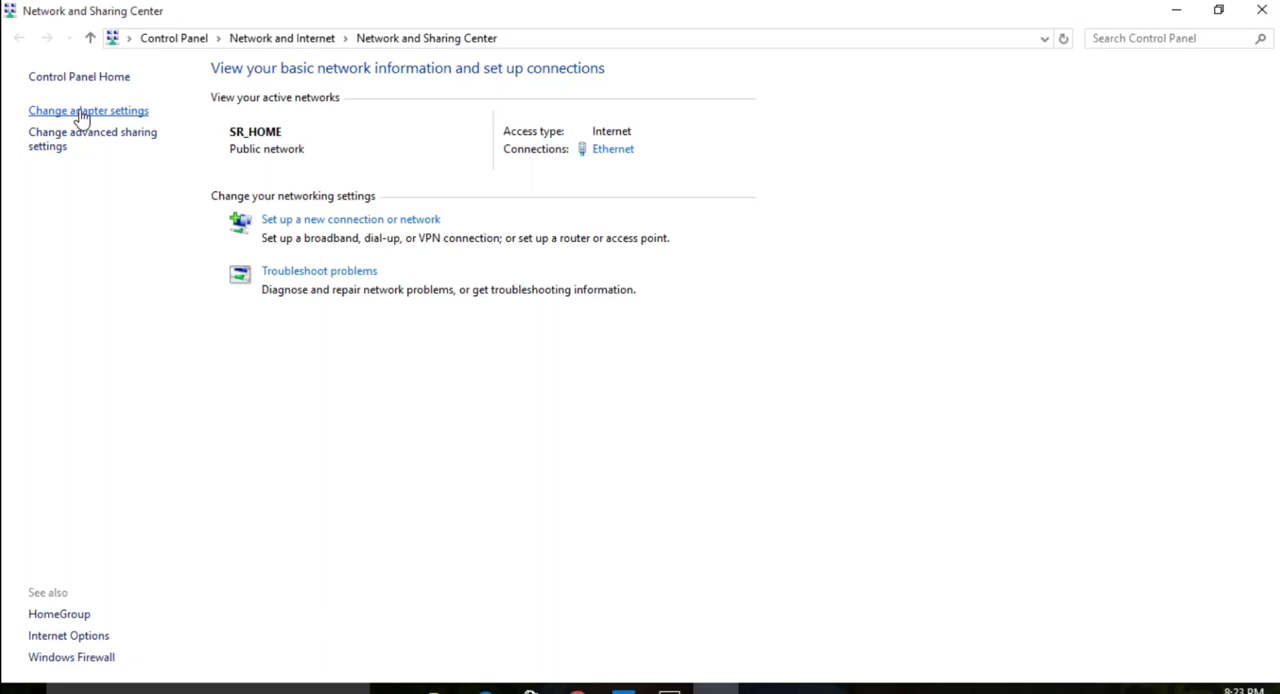 Network and Sharing Center
Control Panel > Network and Internet > Network and Sharing Center
Search Control Panel
Control Panel Home
Change adapter settings
Change advanced sharing
settings
View your basic network information and set up connections
View your active networks
SR_HOME
Public network
Access type: Internet
Connections: Ethernet
Change your networking settings
Set up a new connection or network
Set up a broadband, dial-up, or VPN connection; or set up a router or access point.
Troubleshoot problems
Diagnose and repair network problems, or get troubleshooting information.
See also
HomeGroup
Internet Options
Windows Firewall
8:23 PM